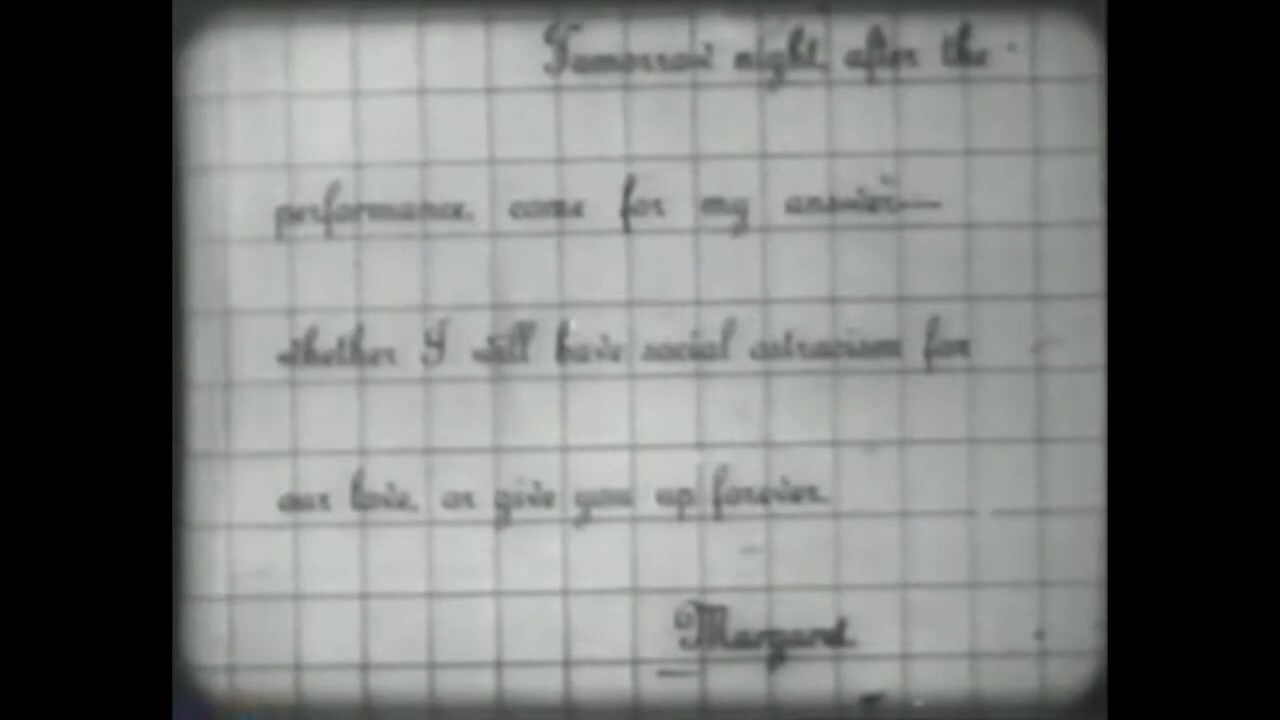 Tomorrow night, after the
performance, come for my answer—
whether I will have social ostracism for
our love, or give you up forever.
Margaret.